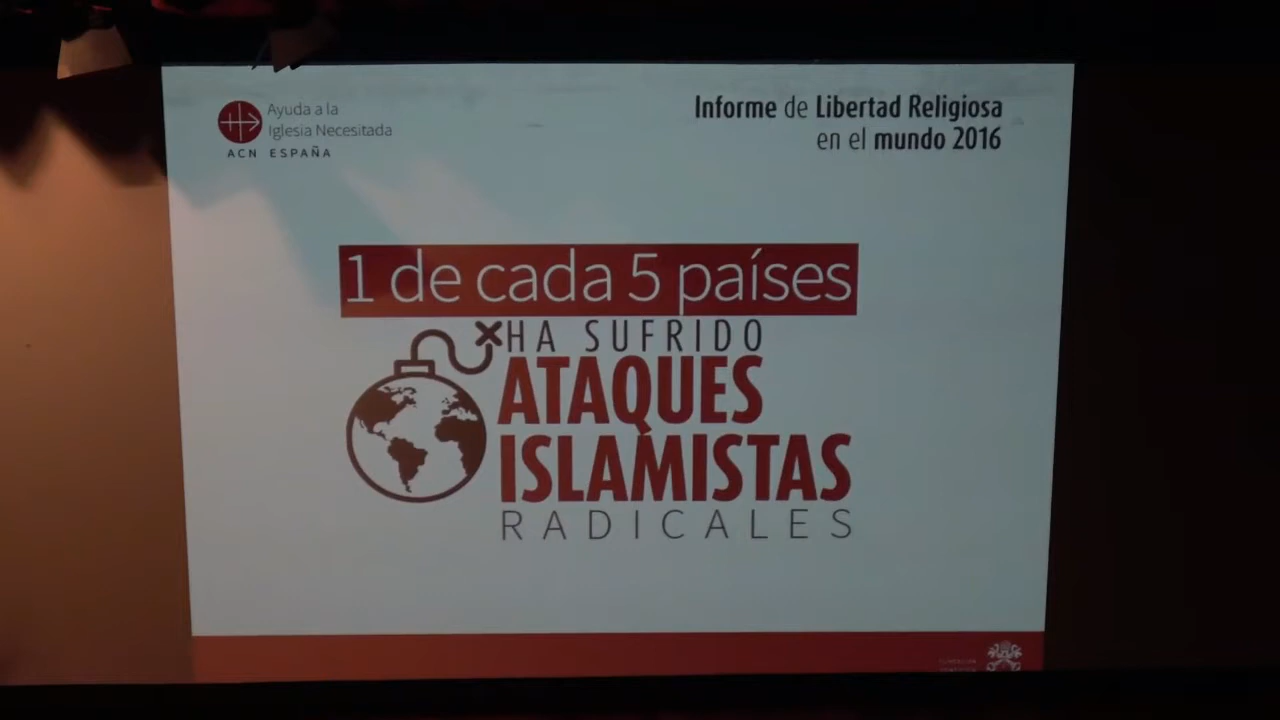 Ayuda a la
Iglesia Necesitada
ACN ESPAÑA
Informe de Libertad Religiosa
en el mundo 2016
1 de cada 5 países
HA SUFRIDO
ATAQUES
ISLAMISTAS
RADICALES